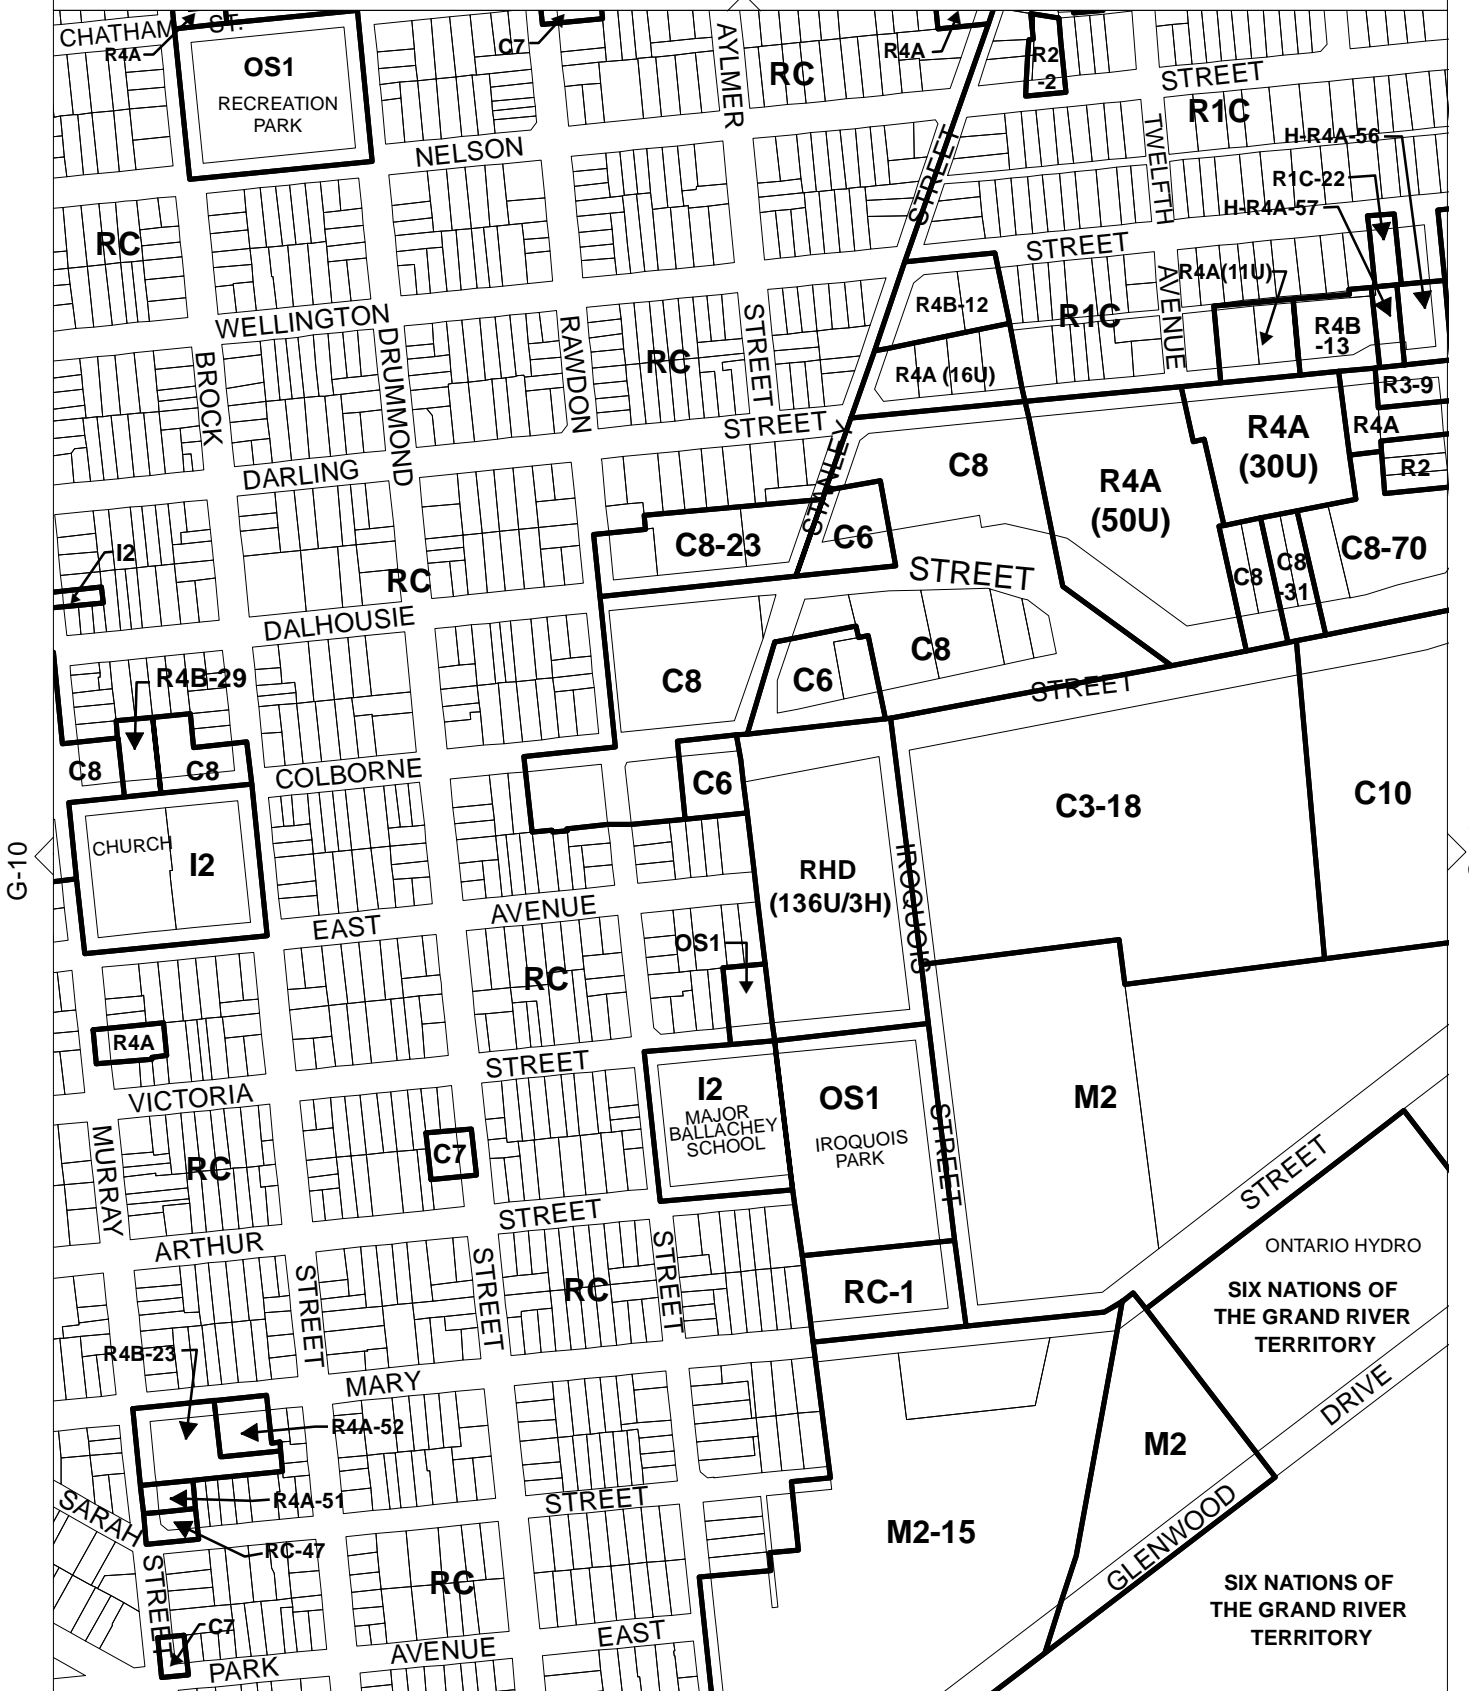 CHATHAM ST.
R4A
OS1
RECREATION
PARK
C7
AYLMER
RC
R4A
R2
-2
STREET
R1C
H-R4A-56
NELSON
TWELFTH
R1C-22
H-R4A-57
STREET
RC
STREET
R4A(11U)
R4B-12
R1C
AVENUE
R4B
-13
WELLINGTON
DRUMMOND
RAWDON
STREET
BROCK
RC
R4A (16U)
R3-9
STREET
R4A
(30U)
R4A
DARLING
C8
R4A
(50U)
R2
STANLEY
I2
C8-23
C6
C8-70
RC
STREET
C8
C8
-31
DALHOUSIE
C8
R4B-29
C8
C6
STREET
C8
C8
COLBORNE
C6
C3-18
C10
G-10
CHURCH
I2
RHD
(136U/3H)
IROQUOIS
EAST
AVENUE
OS1
RC
R4A
STREET
VICTORIA
I2
MAJOR
BALLACHEY
SCHOOL
OS1
IROQUOIS
PARK
M2
MURRAY
RC
C7
STREET
STREET
STREET
ARTHUR
STREET
STREET
STREET
ONTARIO HYDRO
RC
RC-1
SIX NATIONS OF
THE GRAND RIVER
TERRITORY
R4B-23
MARY
DRIVE
R4A-52
M2
SARAH
R4A-51
STREET
GLENWOOD
M2-15
RC-47
STREET
RC
SIX NATIONS OF
THE GRAND RIVER
TERRITORY
C7
PARK
AVENUE
EAST